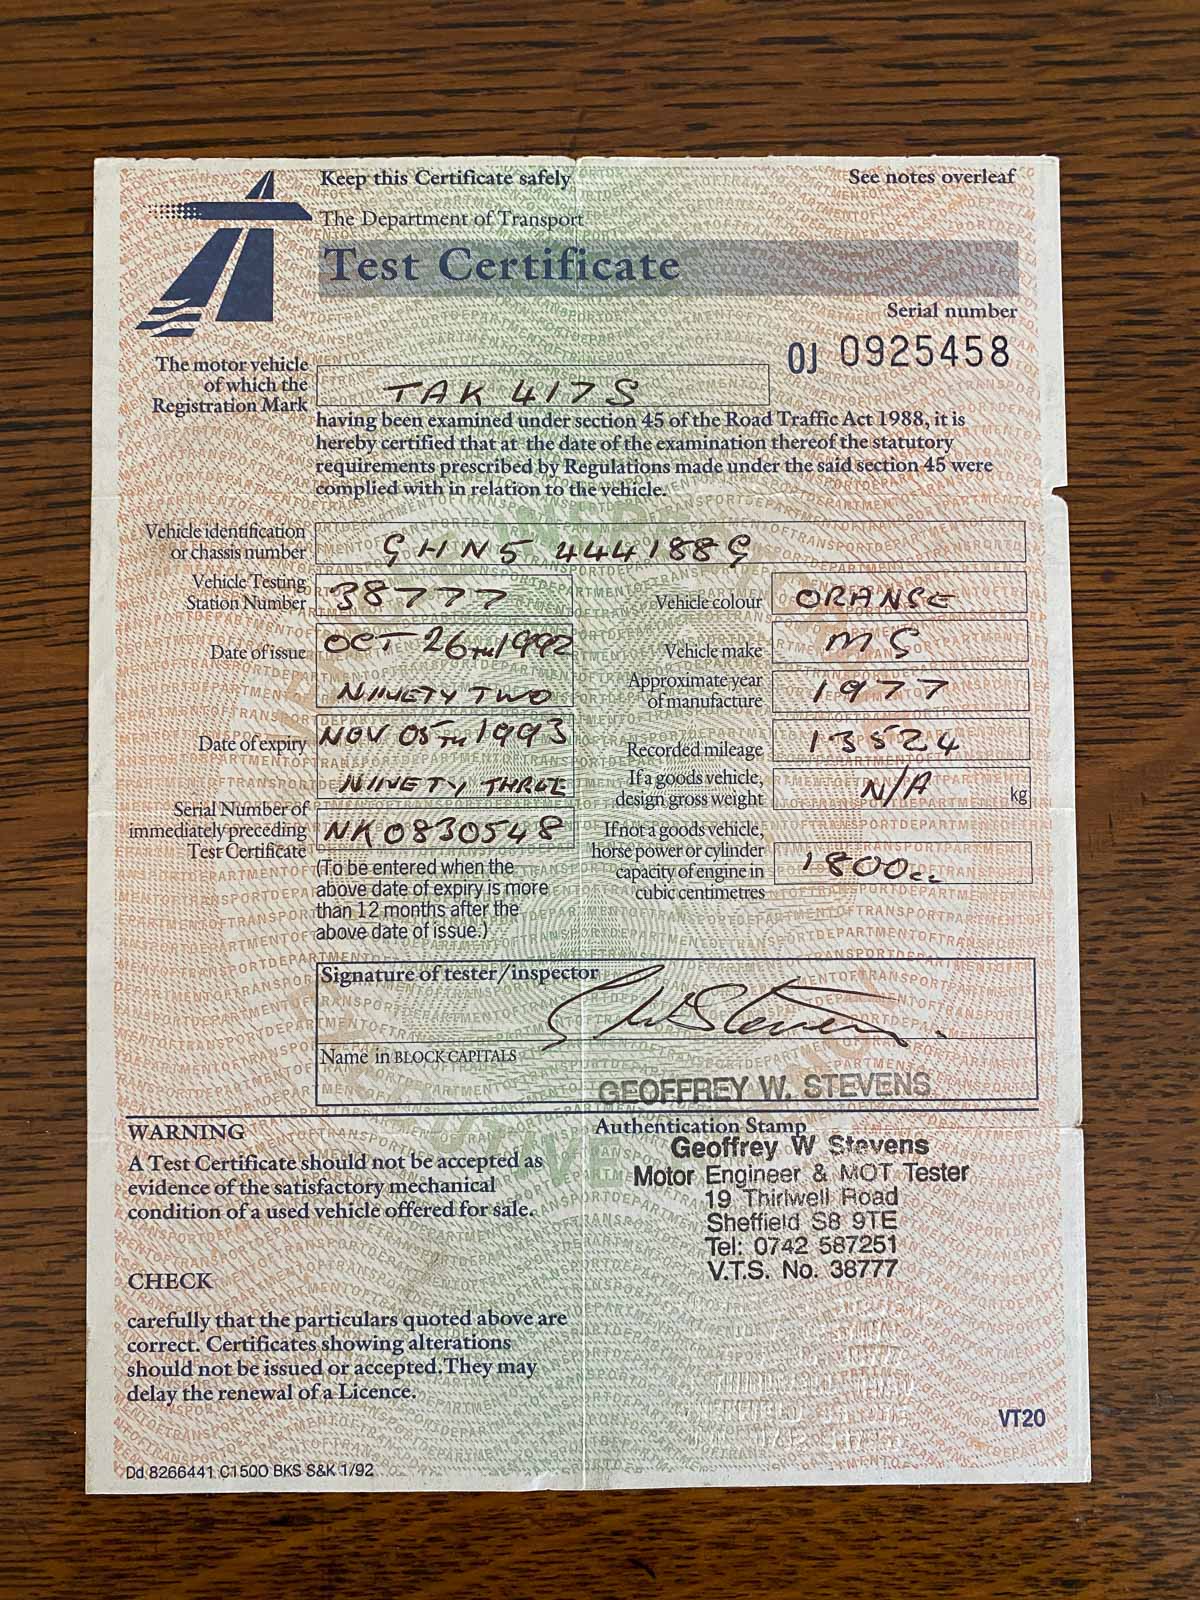 Keep this Certificate safely
See notes overleaf
The Department of Transport
Test Certificate
Serial number
OJ 0925458
The motor vehicle
of which the
Registration Mark
TAK 417S
having been examined under section 45 of the Road Traffic Act 1988, it is
hereby certified that at the date of the examination thereof the statutory
requirements prescribed by Regulations made under the said section 45 were
complied with in relation to the vehicle.
Vehicle identification
or chassis number
GHN5 444188G
Vehicle Testing
Station Number
38777
Vehicle colour
ORANGE
Date of issue
OCT 26TH 1992
NINETY TWO
Vehicle make
MG
Approximate year
of manufacture
1977
Date of expiry
NOV 05TH 1993
NINETY THREE
Recorded mileage
13524
If a goods vehicle,
design gross weight
N/A
kg
Serial Number of
immediately preceding
Test Certificate
NK0830548
(To be entered when the
above date of expiry is more
than 12 months after the
above date of issue.)
If not a goods vehicle,
horse power or cylinder
capacity of engine in
cubic centimetres
1800cc
Signature of tester/inspector
Name in BLOCK CAPITALS
GEOFFREY W. STEVENS
WARNING
A Test Certificate should not be accepted as
evidence of the satisfactory mechanical
condition of a used vehicle offered for sale.
CHECK
carefully that the particulars quoted above are
correct. Certificates showing alterations
should not be issued or accepted. They may
delay the renewal of a Licence.
Authentication Stamp
Geoffrey W Stevens
Motor Engineer & MOT Tester
19 Thirlwell Road
Sheffield S8 9TE
Tel: 0742 587251
V.T.S. No. 38777
VT20
Dd 8266441 C1500 BKS S&K 1/92